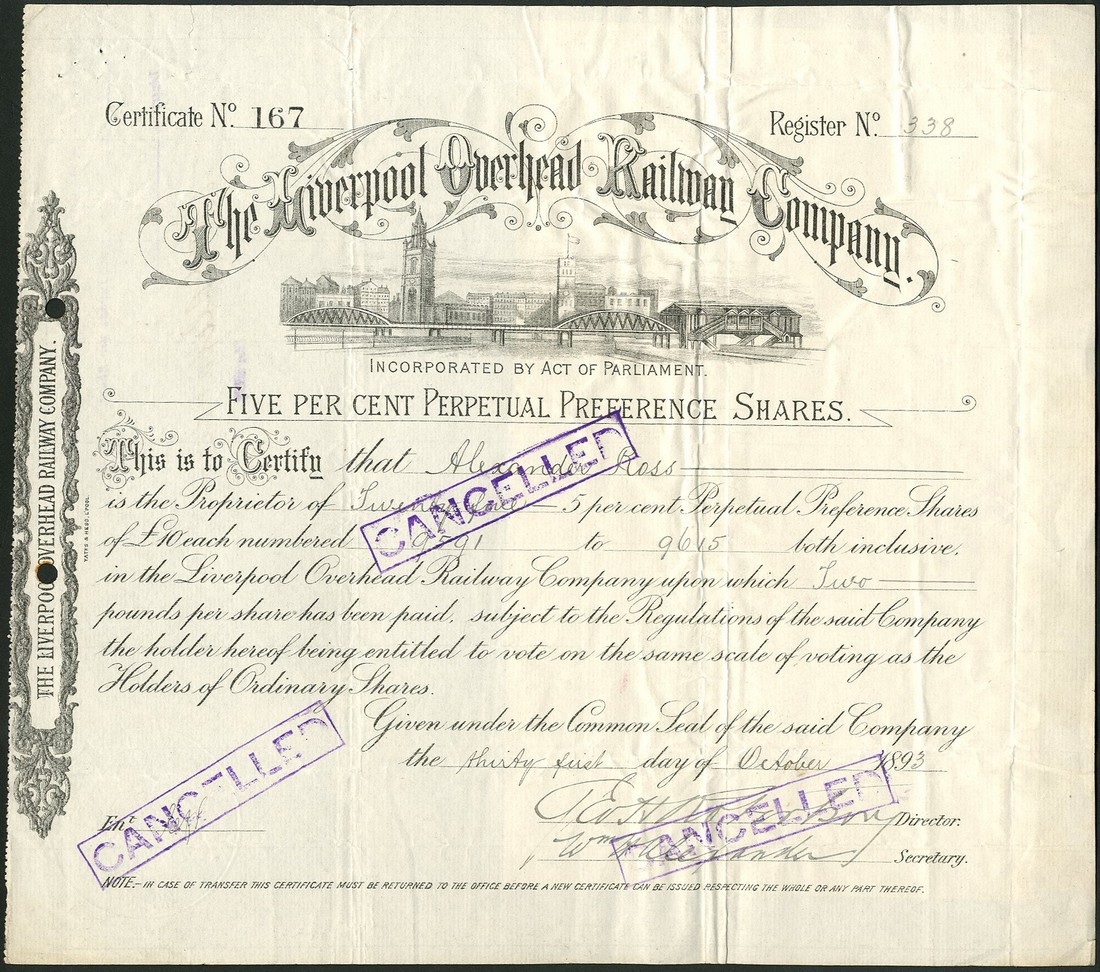 Certificate No. 167
Register No. 338
The Liverpool Overhead Railway Company.
INCORPORATED BY ACT OF PARLIAMENT.
FIVE PER CENT PERPETUAL PREFERENCE SHARES.
This is to Certify that Alexander Ross
is the Proprietor of Twenty five 5 per cent Perpetual Preference Shares
of £10 each numbered 9591 to 9615 both inclusive,
in the Liverpool Overhead Railway Company upon which Two
pounds per share has been paid, subject to the Regulations of the said Company
the holder hereof being entitled to vote on the same scale of voting as the
Holders of Ordinary Shares.
Given under the Common Seal of the said Company
the thirty first day of October 1893
Director.
Ent.
Wm H Alexander Secretary.
NOTE.- IN CASE OF TRANSFER THIS CERTIFICATE MUST BE RETURNED TO THE OFFICE BEFORE A NEW CERTIFICATE CAN BE ISSUED RESPECTING THE WHOLE OR ANY PART THEREOF.
CANCELLED
CANCELLED
CANCELLED
THE LIVERPOOL OVERHEAD RAILWAY COMPANY.